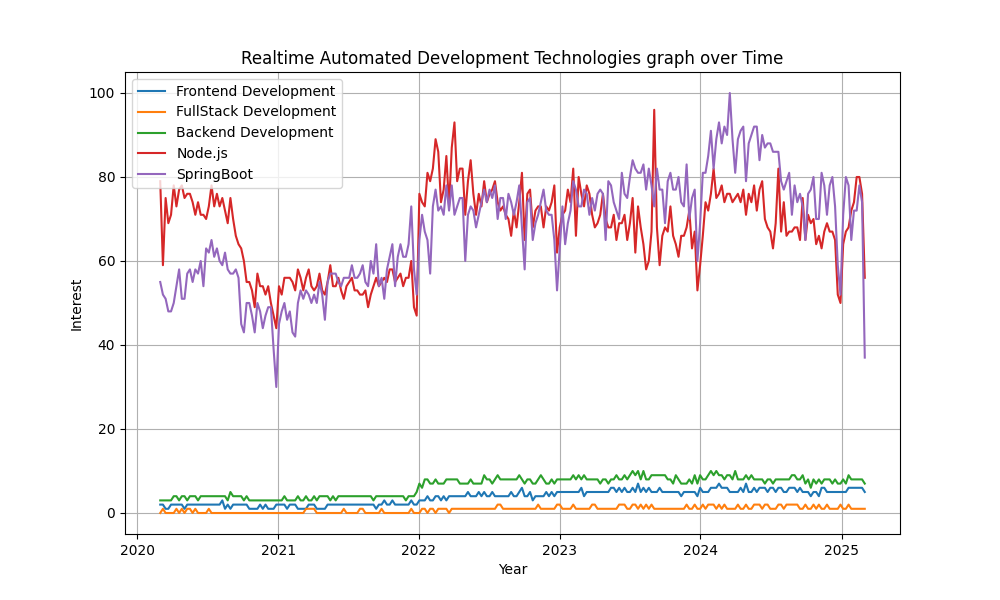 Realtime Automated Development Technologies graph over Time
Frontend Development
FullStack Development
Backend Development
Node.js
SpringBoot
100
80
60
40
20
0
Interest
2020
2021
2022
2023
2024
2025
Year